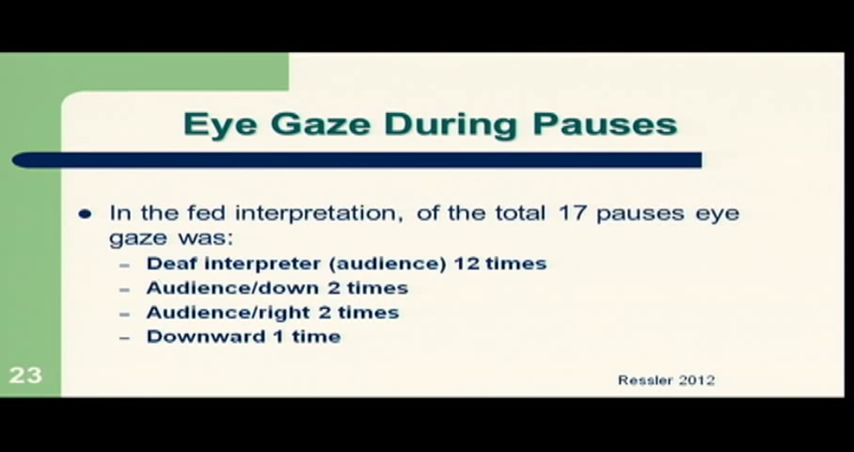 Eye Gaze During Pauses
In the fed interpretation, of the total 17 pauses eye
gaze was:
– Deaf interpreter (audience) 12 times
– Audience/down 2 times
– Audience/right 2 times
– Downward 1 time
23
Ressler 2012